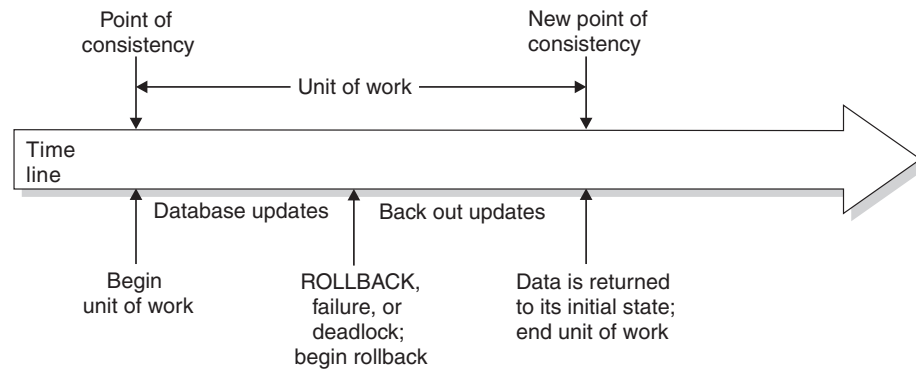 Point of
consistency
New point of
consistency
Unit of work
Time
line
Database updates
Back out updates
Begin
unit of work
ROLLBACK,
failure, or
deadlock;
begin rollback
Data is returned
to its initial state;
end unit of work